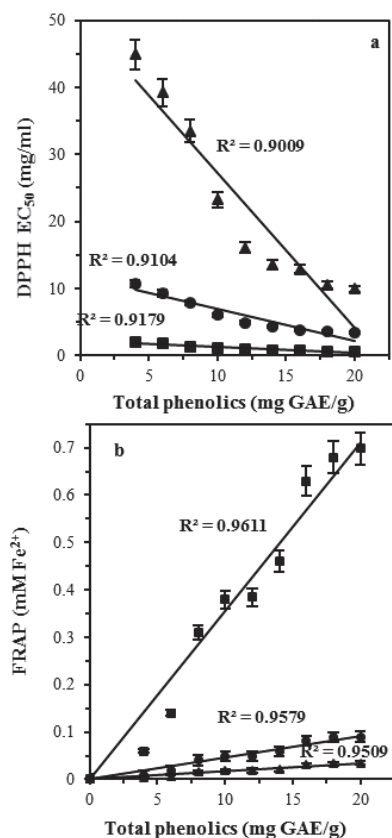 a
50
40
30
20
10
0
DPPH EC₅₀ (mg/ml)
R² = 0.9009
R² = 0.9104
R² = 0.9179
0 5 10 15 20
Total phenolics (mg GAE/g)
b
0.7
0.6
0.5
0.4
0.3
0.2
0.1
0
FRAP (mM Fe²⁺)
R² = 0.9611
R² = 0.9579
R² = 0.9509
0 5 10 15 20
Total phenolics (mg GAE/g)